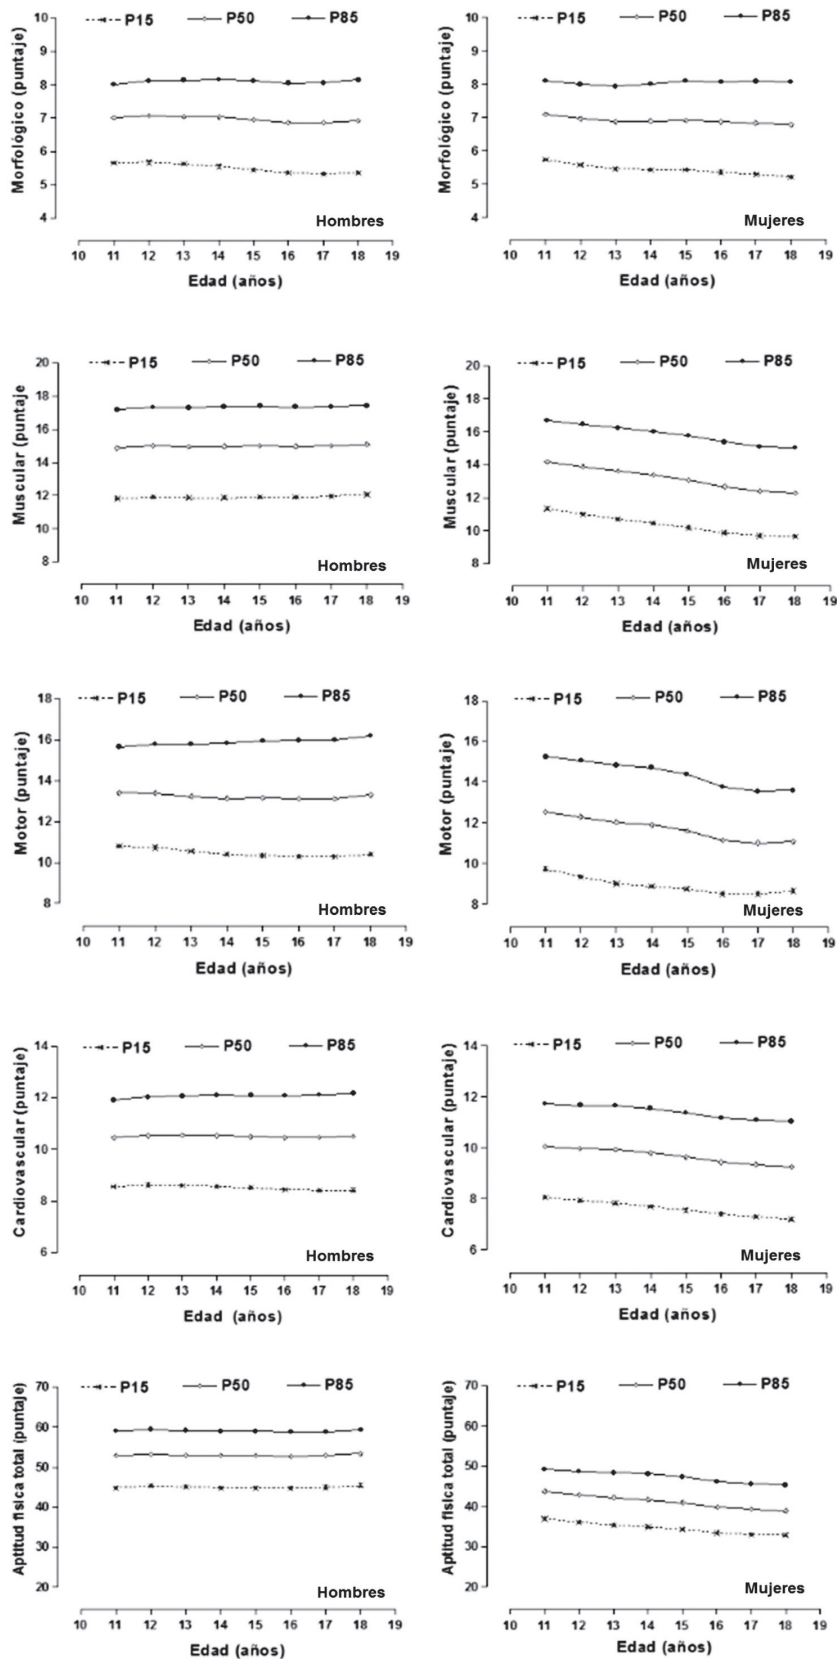 P15 P50 P85
10
9
8
7
6
5
4
Morfológico (puntaje)
Hombres
10 11 12 13 14 15 16 17 18 19
Edad (años)
P15 P50 P85
10
9
8
7
6
5
4
Morfológico (puntaje)
Mujeres
10 11 12 13 14 15 16 17 18 19
Edad (años)
P15 P50 P85
20
18
16
14
12
10
8
Muscular (puntaje
Hombres
10 11 12 13 14 15 16 17 18 19
Edad (años)
P15 P50 P85
20
18
16
14
12
10
8
Muscular (puntaje)
Mujeres
10 11 12 13 14 15 16 17 18 19
Edad (años)
P15 P50 P85
18
16
14
12
10
8
Motor (puntaje)
Hombres
10 11 12 13 14 15 16 17 18 19
Edad (años)
P15 P50 P85
18
16
14
12
10
8
Motor (puntaje)
Mujeres
10 11 12 13 14 15 16 17 18 19
Edad (años)
P15 P50 P85
14
12
10
8
6
Cardiovascular (puntaje)
Hombres
10 11 12 13 14 15 16 17 18 19
Edad (años)
P15 P50 P85
14
12
10
8
6
Cardiovascular (puntaje)
Mujeres
10 11 12 13 14 15 16 17 18 19
Edad (años)
P15 P50 P85
70
60
50
40
30
20
Aptitud física total (puntaje)
Hombres
10 11 12 13 14 15 16 17 18 19
Edad (años)
P15 P50 P85
70
60
50
40
30
20
Aptitud física total (puntaje)
Mujeres
10 11 12 13 14 15 16 17 18 19
Edad (años)